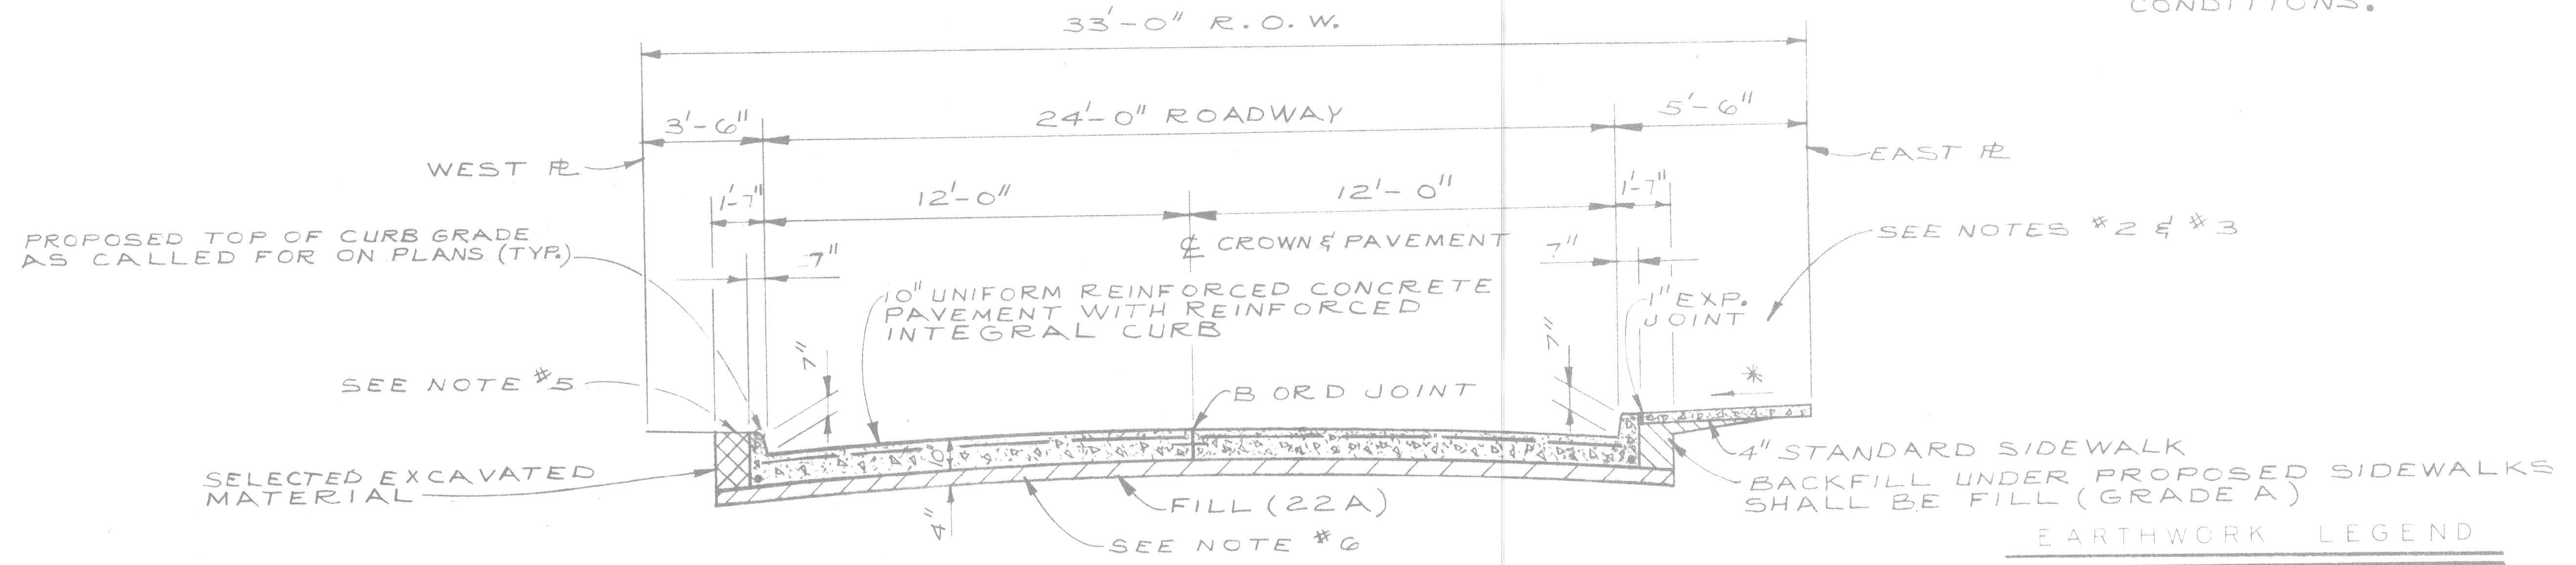 CONDITIONS.
33'-0" R.O.W.
3'-6"
24'-0" ROADWAY
5'-6"
WEST ⅊
EAST ⅊
1'-7"
12'-0"
12'-0"
1'-7"
PROPOSED TOP OF CURB GRADE
AS CALLED FOR ON PLANS (TYP.)
7"
℄ CROWN & PAVEMENT
7"
SEE NOTES #2 & #3
10" UNIFORM REINFORCED CONCRETE
PAVEMENT WITH REINFORCED
INTEGRAL CURB
1" EXP.
JOINT
7"
7"
SEE NOTE #5
B OR D JOINT
*
SELECTED EXCAVATED
MATERIAL
4" STANDARD SIDEWALK
BACKFILL UNDER PROPOSED SIDEWALKS
SHALL BE FILL (GRADE A)
4"
FILL (22A)
SEE NOTE #6
EARTHWORK LEGEND